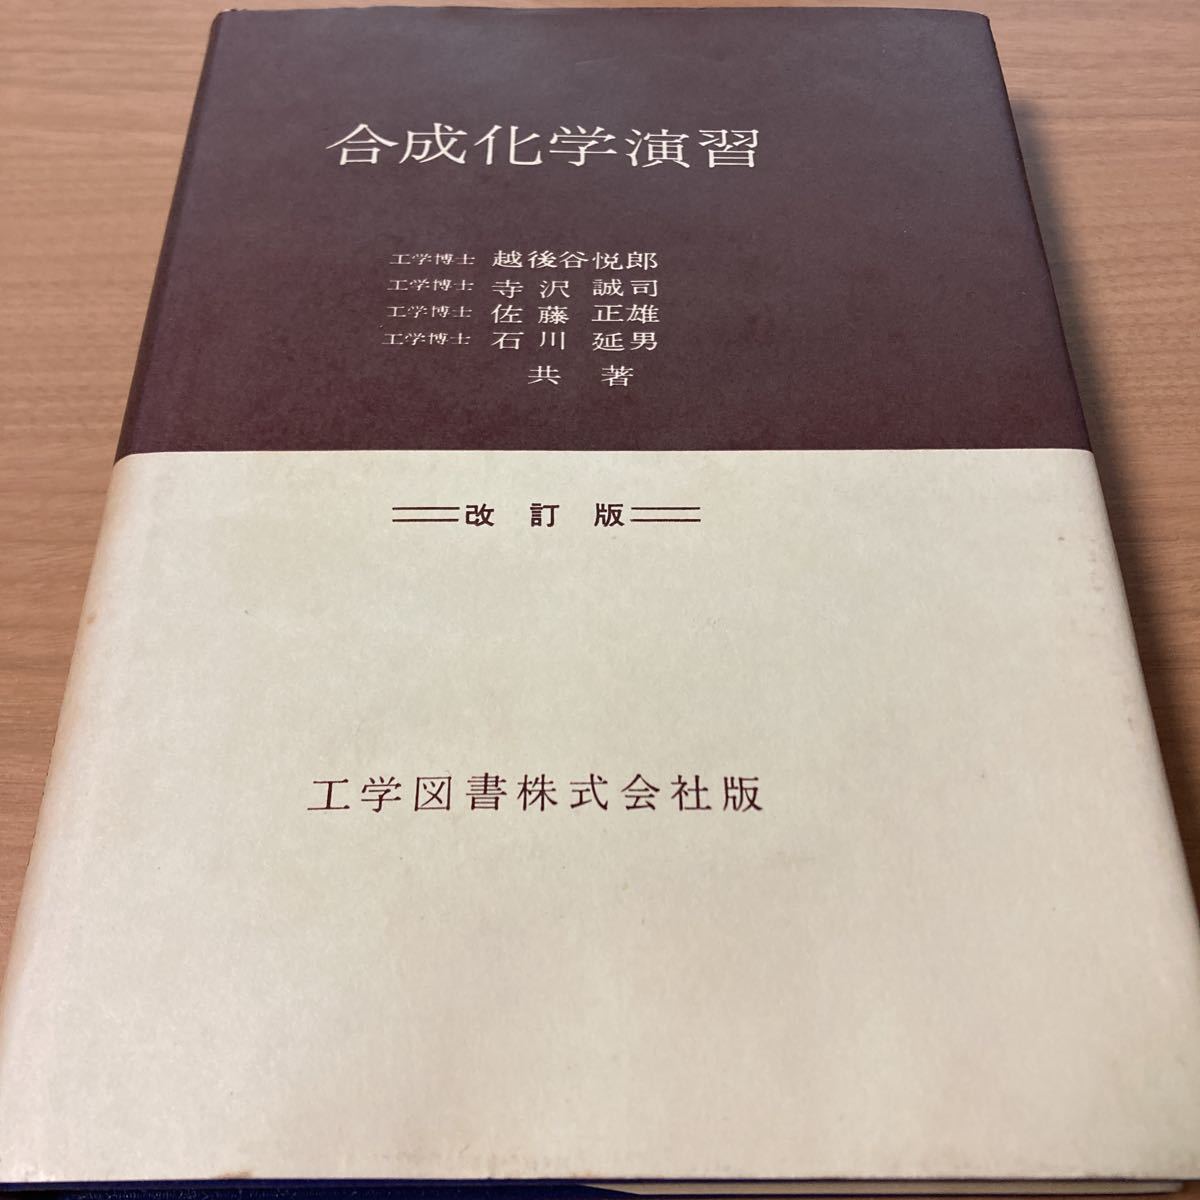 合成化学演習
工学博士 越後谷悦郎
工学博士 寺沢 誠司
工学博士 佐藤 正雄
工学博士 石川 延男
共著
改訂版
工学図書株式会社版